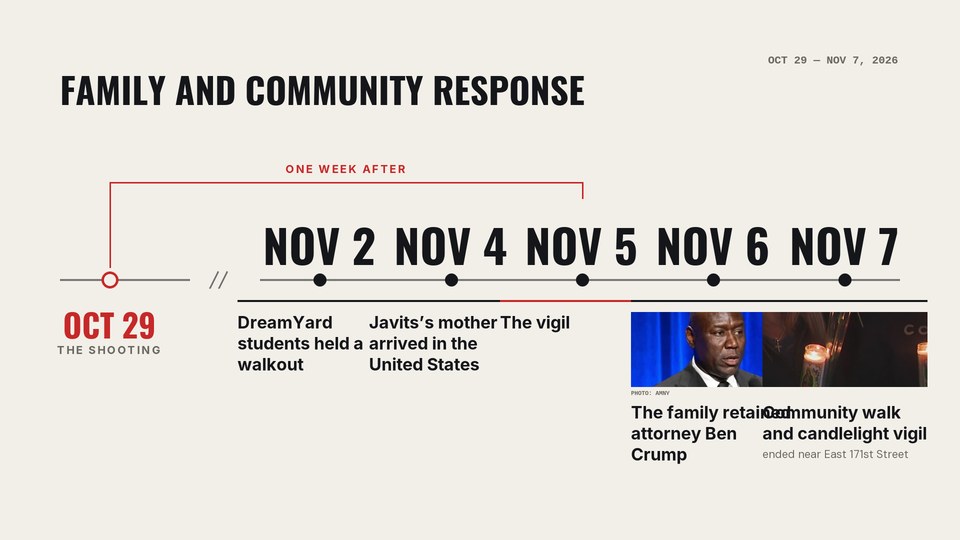 OCT 29 — NOV 7, 2026
FAMILY AND COMMUNITY RESPONSE
ONE WEEK AFTER
NOV 2
NOV 4
NOV 5
NOV 6
NOV 7
//
OCT 29
THE SHOOTING
DreamYard
students held a
walkout
Javits’s mother
arrived in the
United States
The vigil
PHOTO: AMNY
The family retained
attorney Ben
Crump
Community walk
and candlelight vigil
ended near East 171st Street